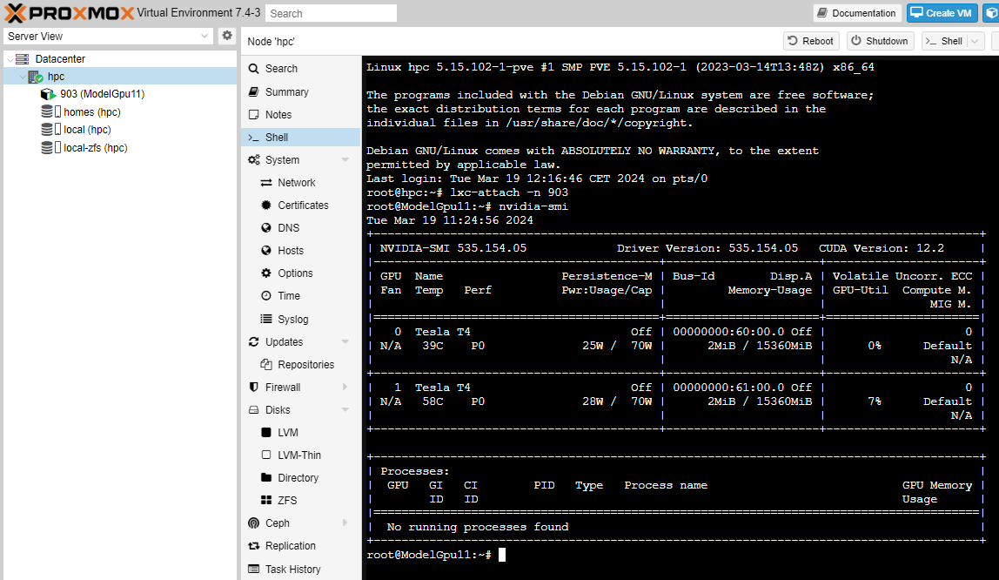 PROXMOX Virtual Environment 7.4-3 Search Documentation Create VM
Server View
Node 'hpc' Reboot Shutdown Shell
Datacenter
hpc
903 (ModelGpu11)
homes (hpc)
local (hpc)
local-zfs (hpc)
Search
Summary
Notes
Shell
System
Network
Certificates
DNS
Hosts
Options
Time
Syslog
Updates
Repositories
Firewall
Disks
LVM
LVM-Thin
Directory
ZFS
Ceph
Replication
Task History
Linux hpc 5.15.102-1-pve #1 SMP PVE 5.15.102-1 (2023-03-14T13:48Z) x86_64

The programs included with the Debian GNU/Linux system are free software;
the exact distribution terms for each program are described in the
individual files in /usr/share/doc/*/copyright.

Debian GNU/Linux comes with ABSOLUTELY NO WARRANTY, to the extent
permitted by applicable law.
Last login: Tue Mar 19 12:16:46 CET 2024 on pts/0
root@hpc:~# lxc-attach -n 903
root@ModelGpu11:~# nvidia-smi
Tue Mar 19 11:24:56 2024
+---------------------------------------------------------------------------------------+
| NVIDIA-SMI 535.154.05             Driver Version: 535.154.05   CUDA Version: 12.2     |
|-----------------------------------------+----------------------+----------------------+
| GPU  Name                 Persistence-M | Bus-Id        Disp.A | Volatile Uncorr. ECC |
| Fan  Temp   Perf          Pwr:Usage/Cap |         Memory-Usage | GPU-Util  Compute M. |
|                                         |                      |               MIG M. |
|=========================================+======================+======================|
|   0  Tesla T4                       Off | 00000000:60:00.0 Off |                    0 |
| N/A   39C    P0              25W /  70W |      2MiB / 15360MiB |      0%      Default |
|                                         |                      |                  N/A |
+-----------------------------------------+----------------------+----------------------+
|   1  Tesla T4                       Off | 00000000:61:00.0 Off |                    0 |
| N/A   58C    P0              28W /  70W |      2MiB / 15360MiB |      7%      Default |
|                                         |                      |                  N/A |
+-----------------------------------------+----------------------+----------------------+

+---------------------------------------------------------------------------------------+
| Processes:                                                                            |
|  GPU   GI   CI        PID   Type   Process name                            GPU Memory |
|        ID   ID                                                             Usage      |
|=======================================================================================|
|  No running processes found                                                           |
+---------------------------------------------------------------------------------------+
root@ModelGpu11:~#